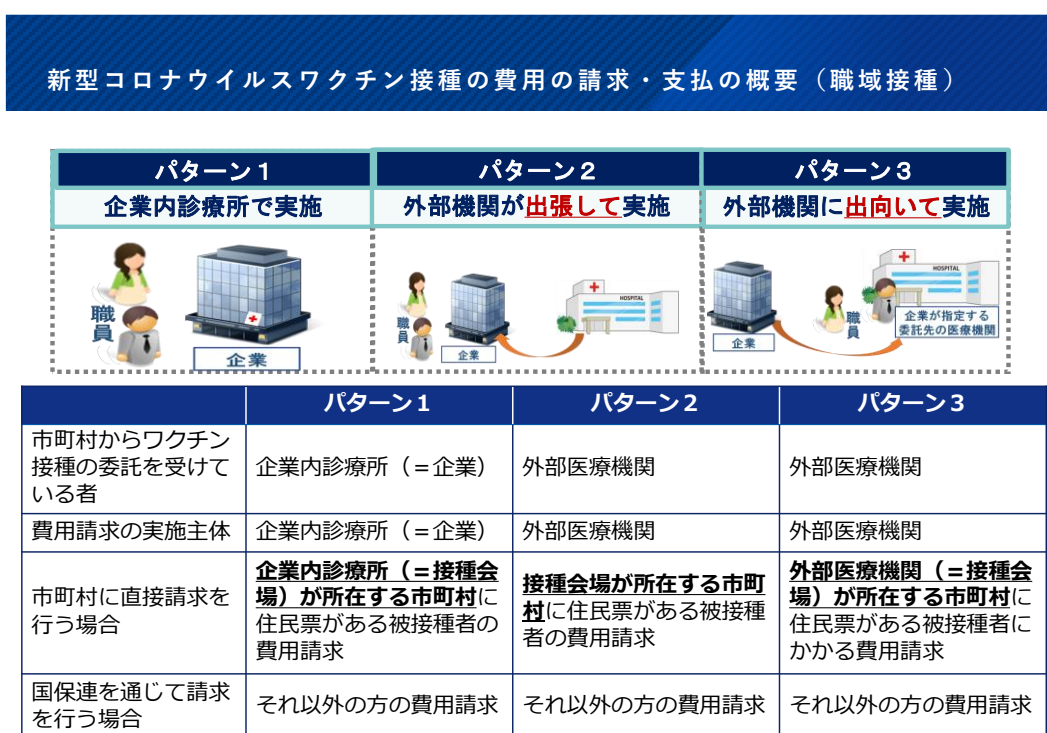 新型コロナウイルスワクチン接種の費用の請求・支払の概要（職域接種）
パターン１
パターン２
パターン３
企業内診療所で実施
外部機関が出張して実施
外部機関に出向いて実施
職員
企業
職員
企業
HOSPITAL
企業
職員
HOSPITAL
企業が指定する
委託先の医療機関
パターン１
パターン２
パターン３
市町村からワクチン
接種の委託を受けて
いる者
企業内診療所（＝企業）
外部医療機関
外部医療機関
費用請求の実施主体
企業内診療所（＝企業）
外部医療機関
外部医療機関
市町村に直接請求を
行う場合
企業内診療所（＝接種会
場）が所在する市町村に
住民票がある被接種者の
費用請求
接種会場が所在する市町
村に住民票がある被接種
者の費用請求
外部医療機関（＝接種会
場）が所在する市町村に
住民票がある被接種者に
かかる費用請求
国保連を通じて請求
を行う場合
それ以外の方の費用請求
それ以外の方の費用請求
それ以外の方の費用請求